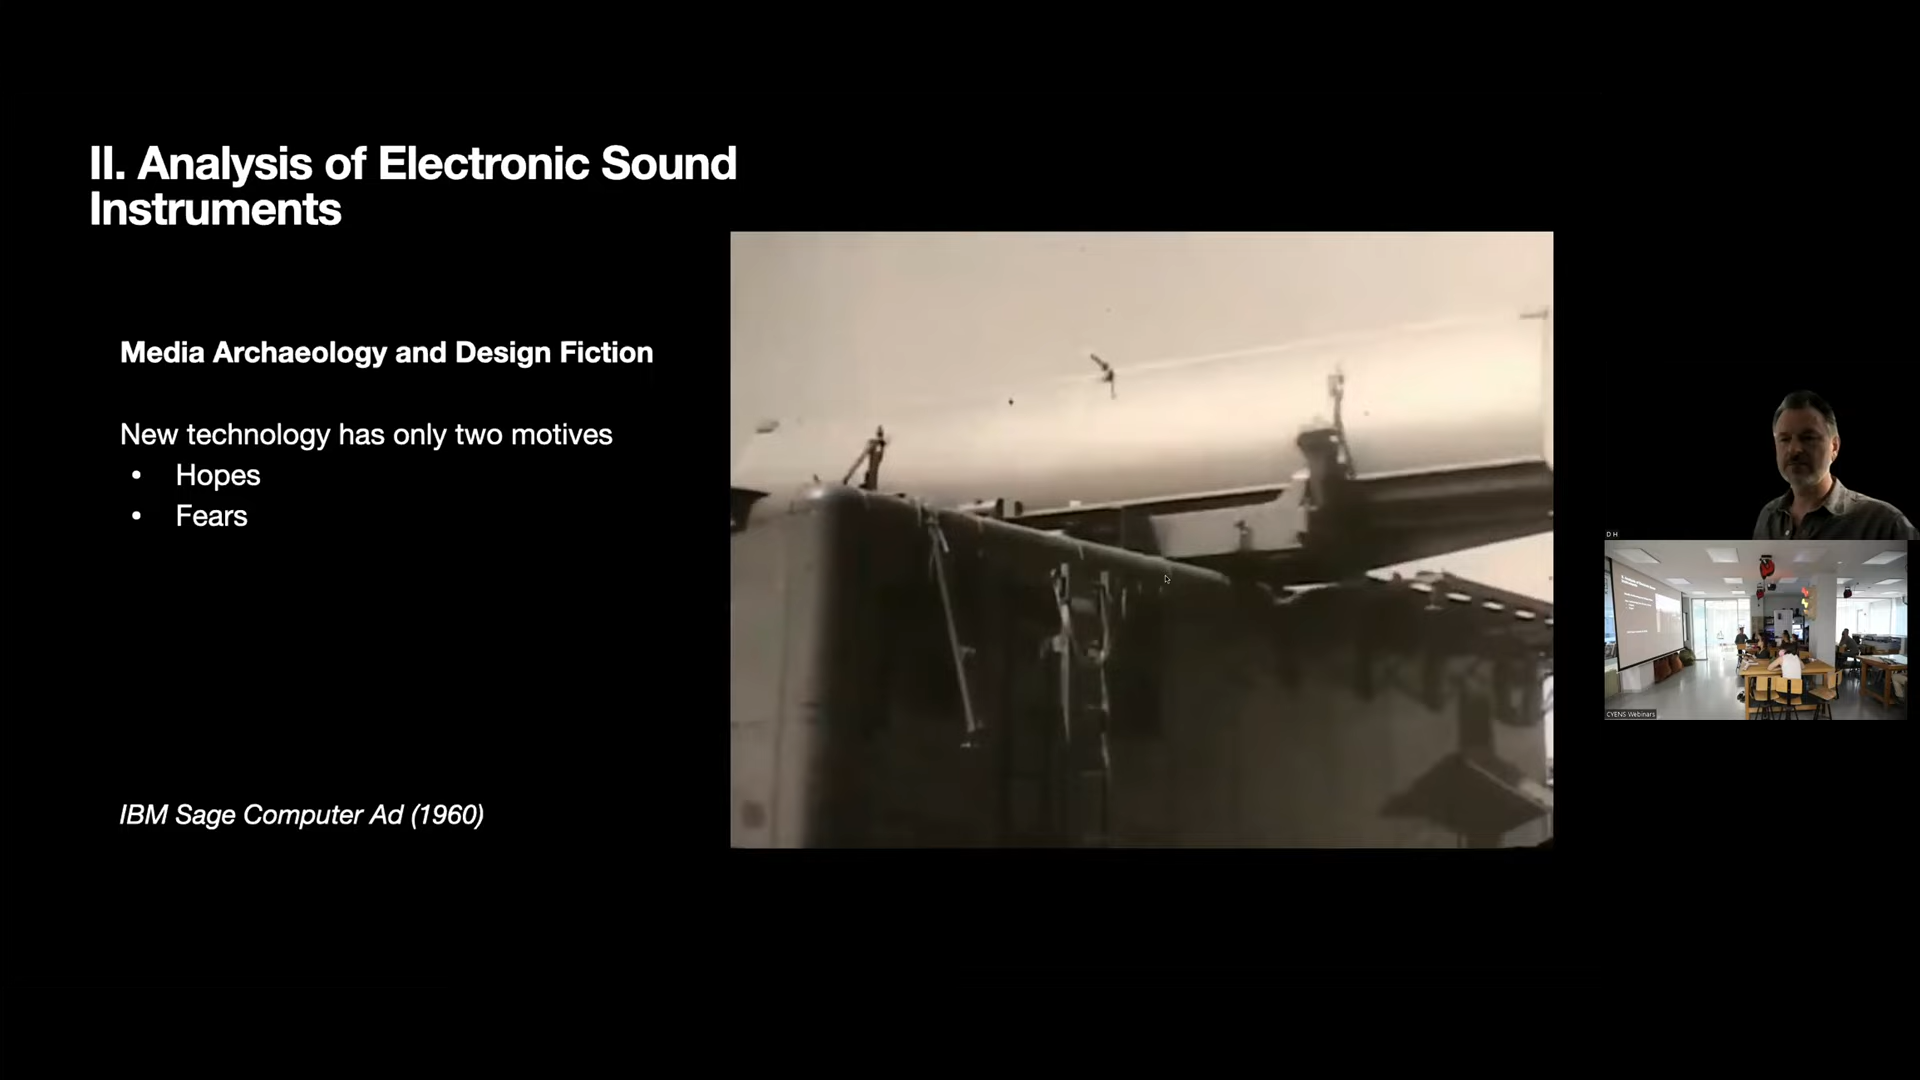 II. Analysis of Electronic Sound
Instruments
Media Archaeology and Design Fiction
New technology has only two motives
• Hopes
• Fears
IBM Sage Computer Ad (1960)
D H
CYENS Webinars